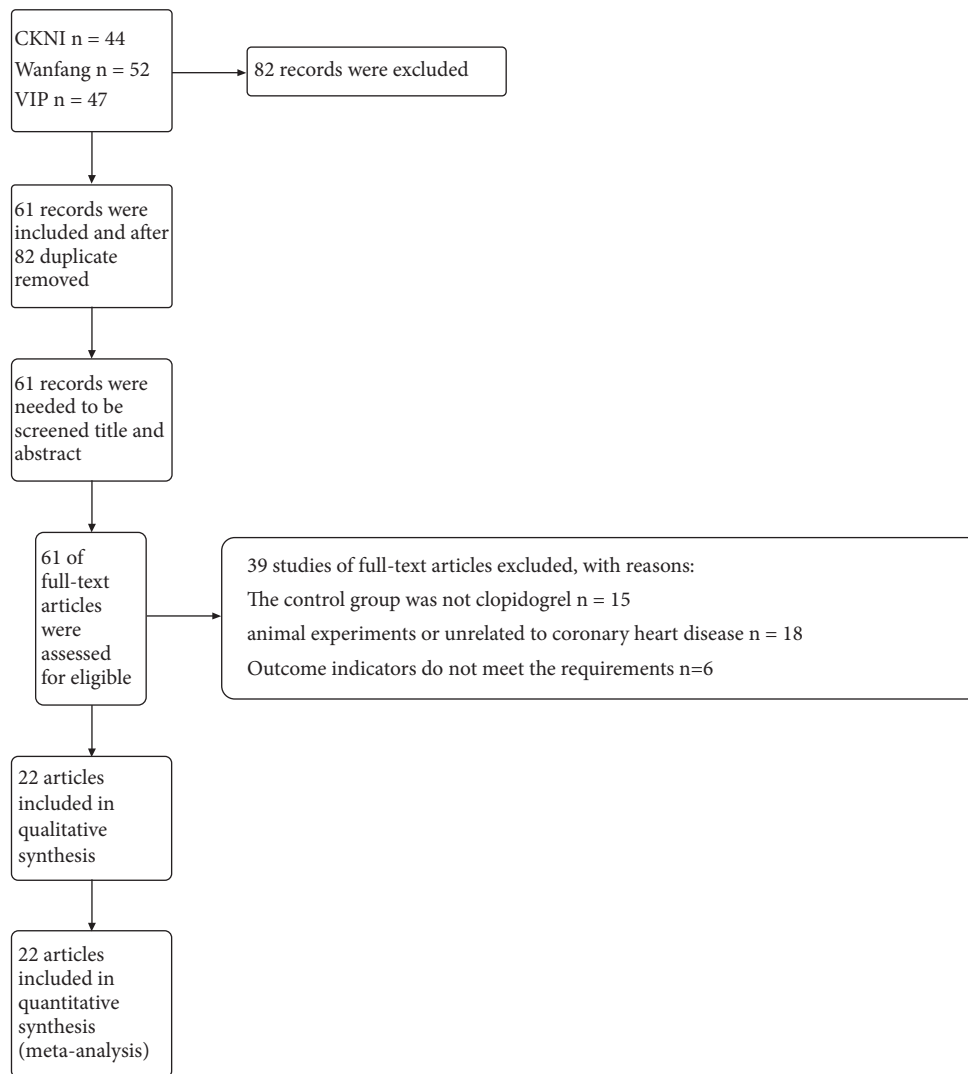 CKNI n = 44
Wanfang n = 52
VIP n = 47
82 records were excluded
61 records were
included and after
82 duplicate
removed
61 records were
needed to be
screened title and
abstract
61 of
full-text
articles
were
assessed
for eligible
39 studies of full-text articles excluded, with reasons:
The control group was not clopidogrel n = 15
animal experiments or unrelated to coronary heart disease n = 18
Outcome indicators do not meet the requirements n=6
22 articles
included in
qualitative
synthesis
22 articles
included in
quantitative
synthesis
(meta-analysis)